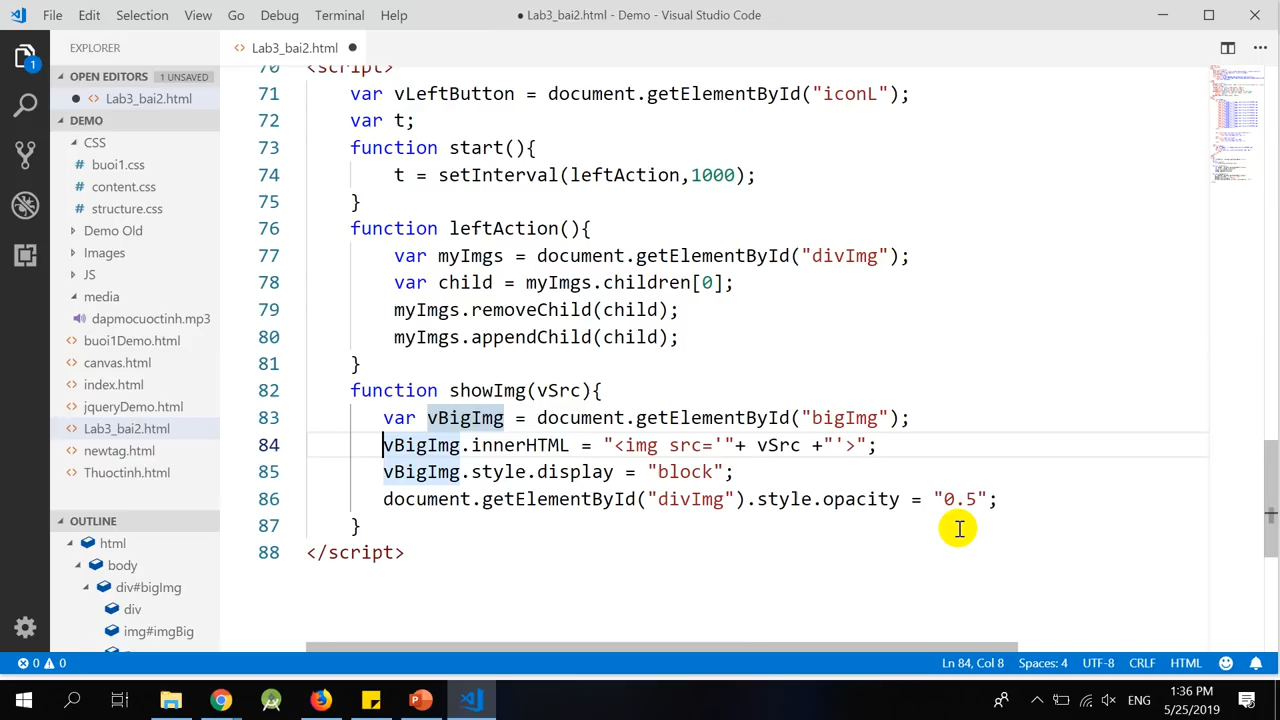 File Edit Selection View Go Debug Terminal Help ● Lab3_bai2.html - Demo - Visual Studio Code
EXPLORER
<> Lab3_bai2.html ●
OPEN EDITORS 1 UNSAVED
● <> Lab3_bai2.html
DEMO
CSS
# buoi1.css
# content.css
# structure.css
Demo Old
Images
JS
media
dapmocuoctinh.mp3
<> buoi1Demo.html
<> canvas.html
<> index.html
<> jqueryDemo.html
<> Lab3_bai2.html
<> newtag.html
<> Thuoctinh.html
OUTLINE
html
body
div#bigImg
div
img#imgBig
1
70 <script>
71 var vLeftButton = document.getElementById("iconL");
72 var t;
73 function start(){
74 t = setInterval(leftAction,1000);
75 }
76 function leftAction(){
77 var myImgs = document.getElementById("divImg");
78 var child = myImgs.children[0];
79 myImgs.removeChild(child);
80 myImgs.appendChild(child);
81 }
82 function showImg(vSrc){
83 var vBigImg = document.getElementById("bigImg");
84 vBigImg.innerHTML = "<img src='"+ vSrc +"'>";
85 vBigImg.style.display = "block";
86 document.getElementById("divImg").style.opacity = "0.5";
87 }
88 </script>
0 0 Ln 84, Col 8 Spaces: 4 UTF-8 CRLF HTML
ENG 1:36 PM
5/25/2019